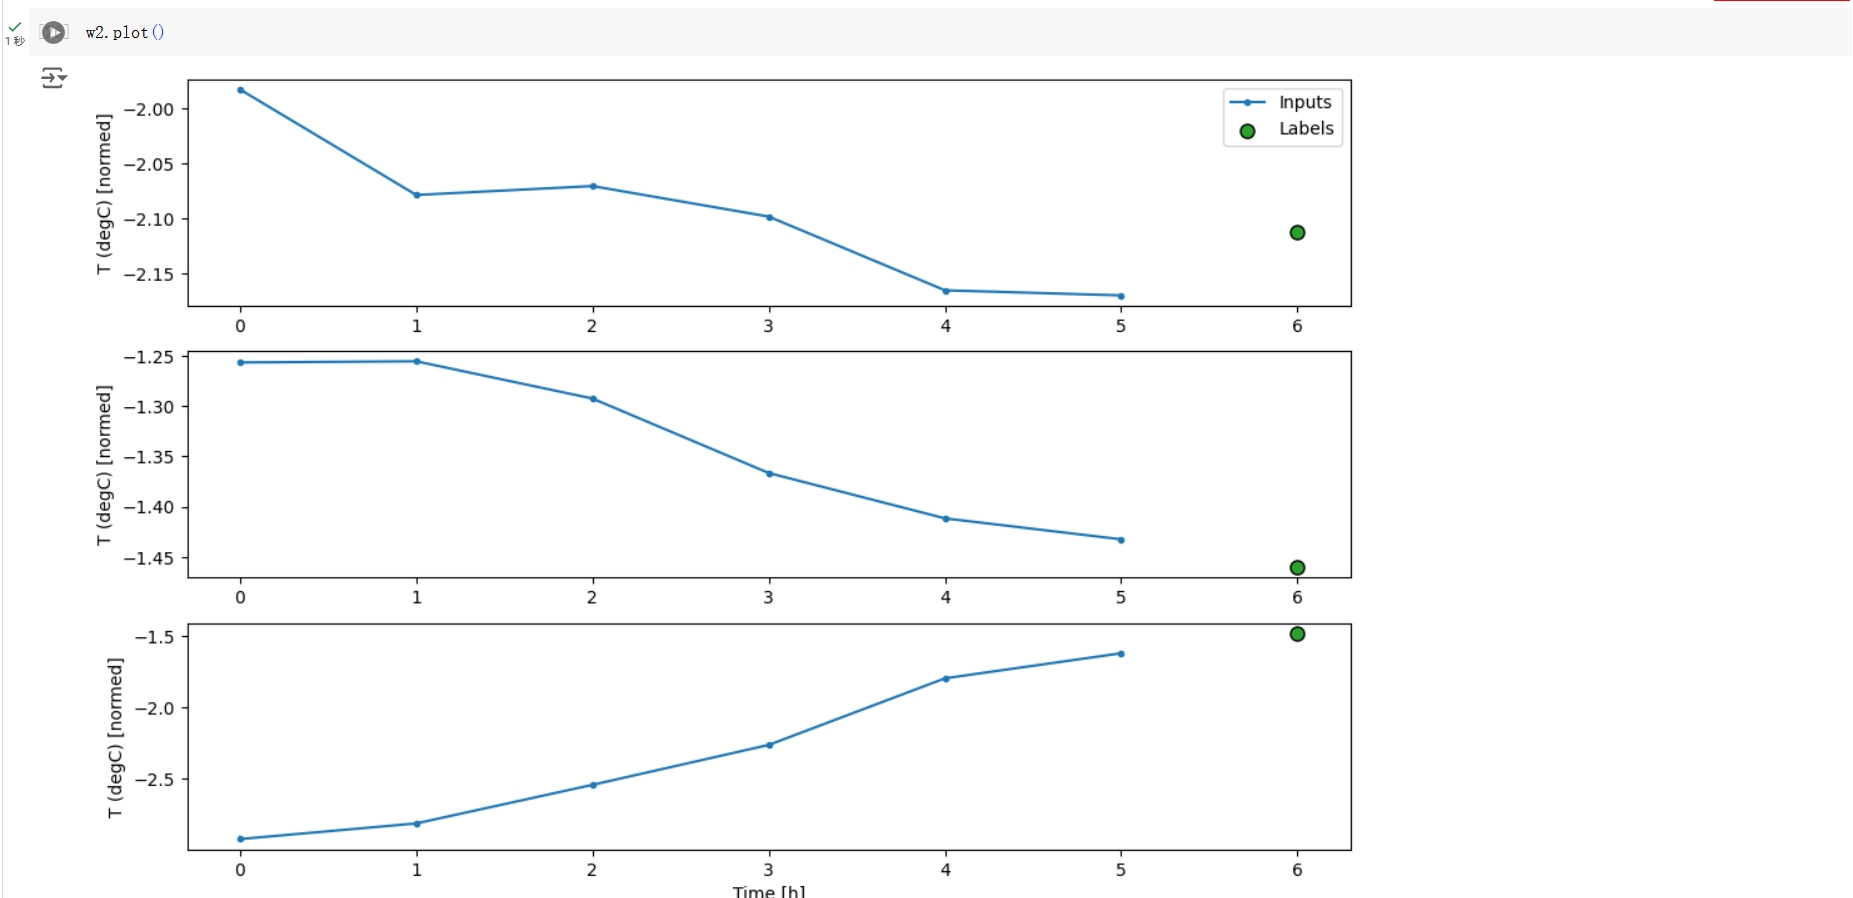 1秒
w2.plot()
T (degC) [normed]
−2.00
−2.05
−2.10
−2.15
Inputs
Labels
0 1 2 3 4 5 6
T (degC) [normed]
−1.25
−1.30
−1.35
−1.40
−1.45
0 1 2 3 4 5 6
T (degC) [normed]
−1.5
−2.0
−2.5
0 1 2 3 4 5 6
Time [h]